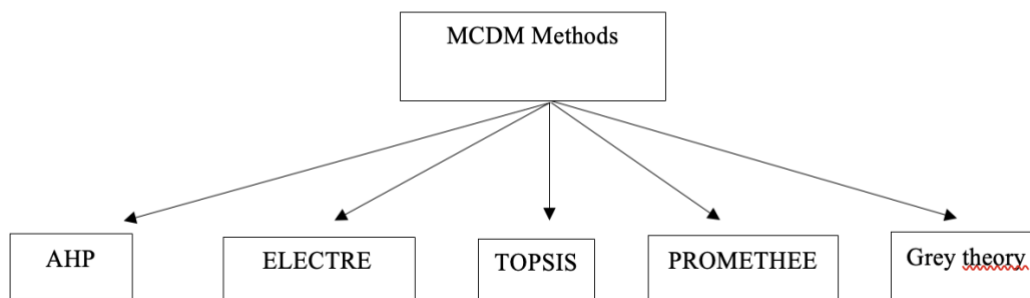 MCDM Methods
AHP
ELECTRE
TOPSIS
PROMETHEE
Grey theory